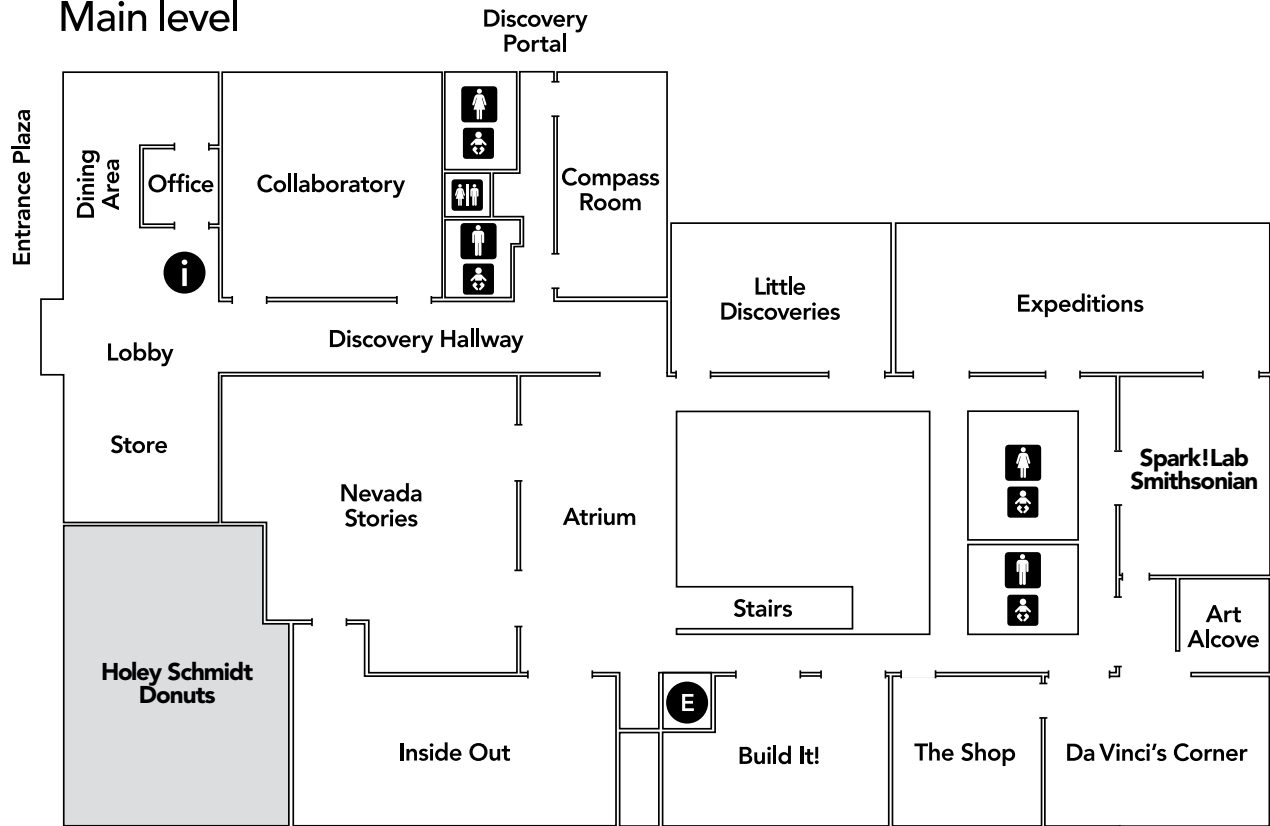 Main level
Discovery
Portal
Entrance Plaza
Dining
Area
Office
Collaboratory
Compass
Room
i
Little
Discoveries
Expeditions
Lobby
Discovery Hallway
Store
Nevada
Stories
Atrium
Spark!Lab
Smithsonian
Stairs
Art
Alcove
Holey Schmidt
Donuts
E
Inside Out
Build It!
The Shop
Da Vinci's Corner